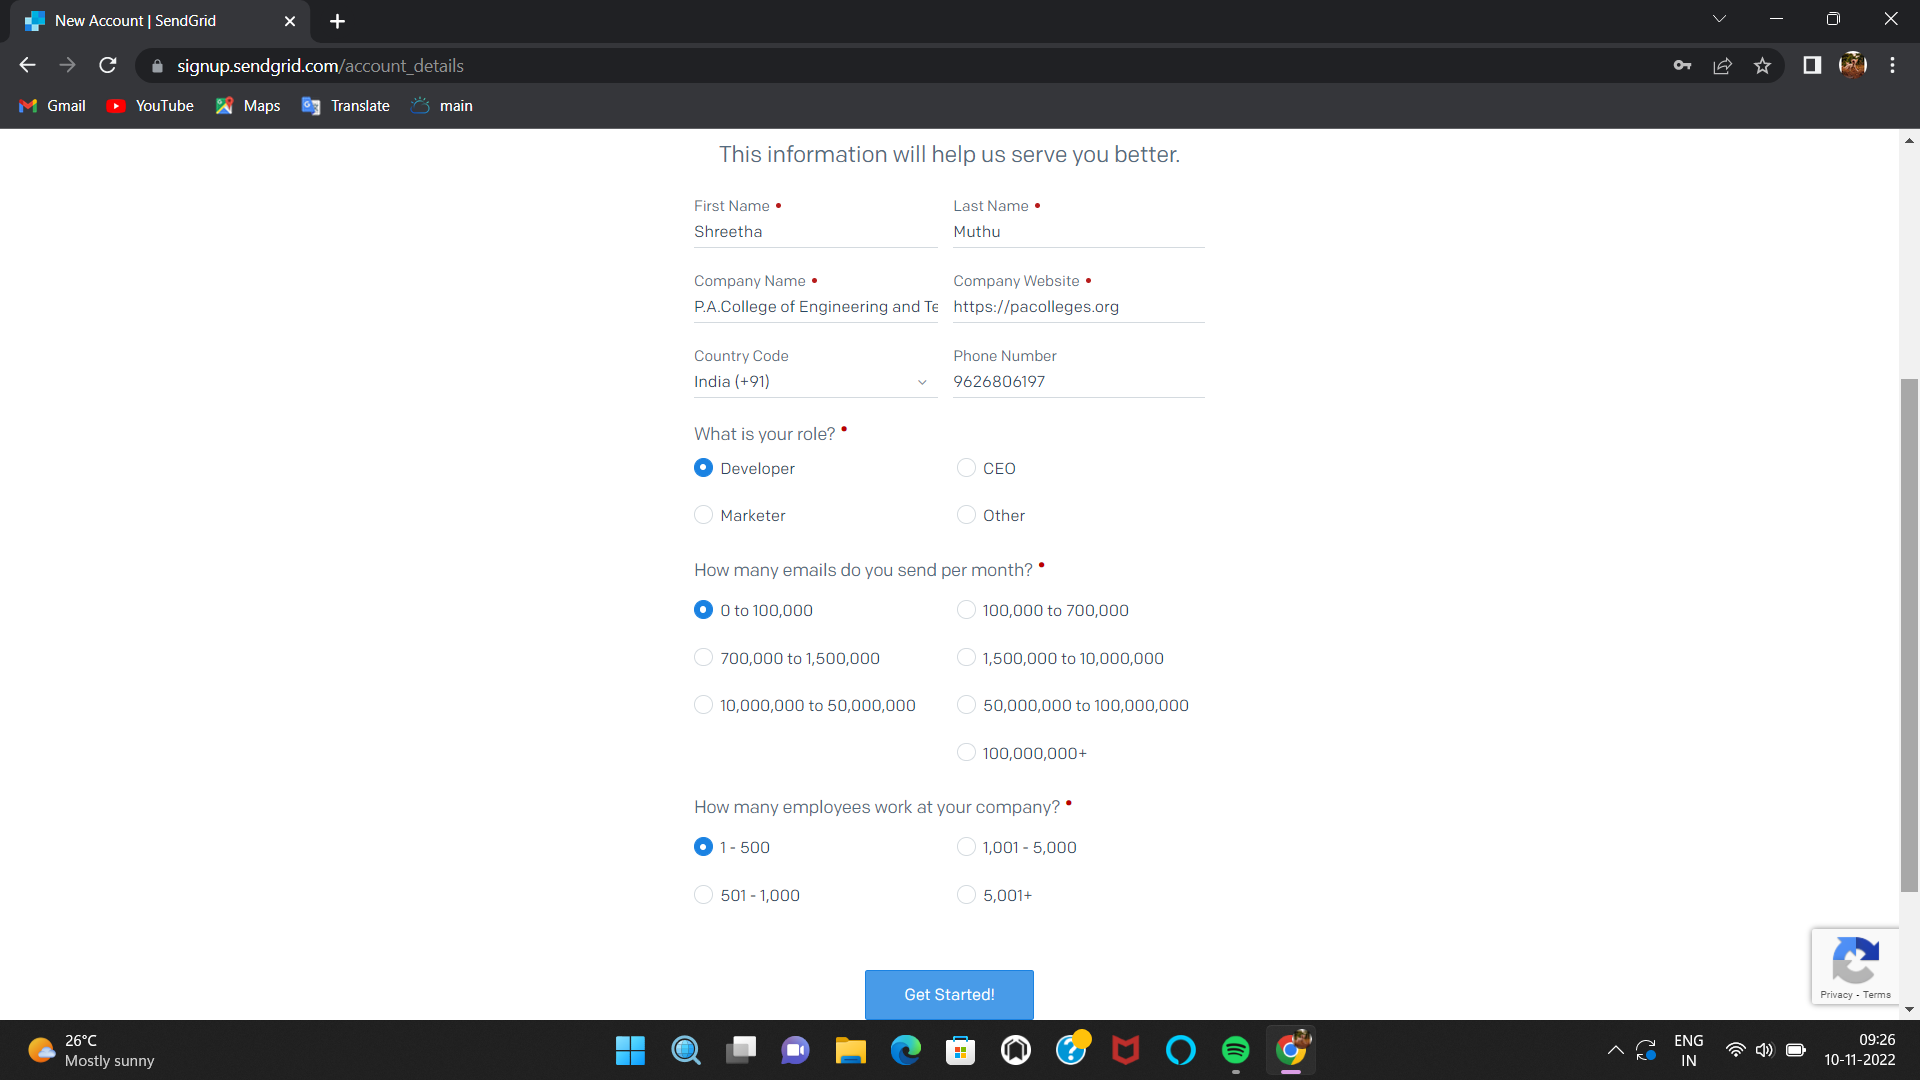 New Account | SendGrid
signup.sendgrid.com/account_details
Gmail YouTube Maps Translate main
This information will help us serve you better.
First Name • Last Name •
Shreetha Muthu
Company Name • Company Website •
P.A.College of Engineering and Te https://pacolleges.org
Country Code Phone Number
India (+91) 9626806197
What is your role? •
Developer CEO
Marketer Other
How many emails do you send per month? •
0 to 100,000 100,000 to 700,000
700,000 to 1,500,000 1,500,000 to 10,000,000
10,000,000 to 50,000,000 50,000,000 to 100,000,000
100,000,000+
How many employees work at your company? •
1 - 500 1,001 - 5,000
501 - 1,000 5,001+
Get Started!
Privacy - Terms
26°C
Mostly sunny
ENG
IN
09:26
10-11-2022